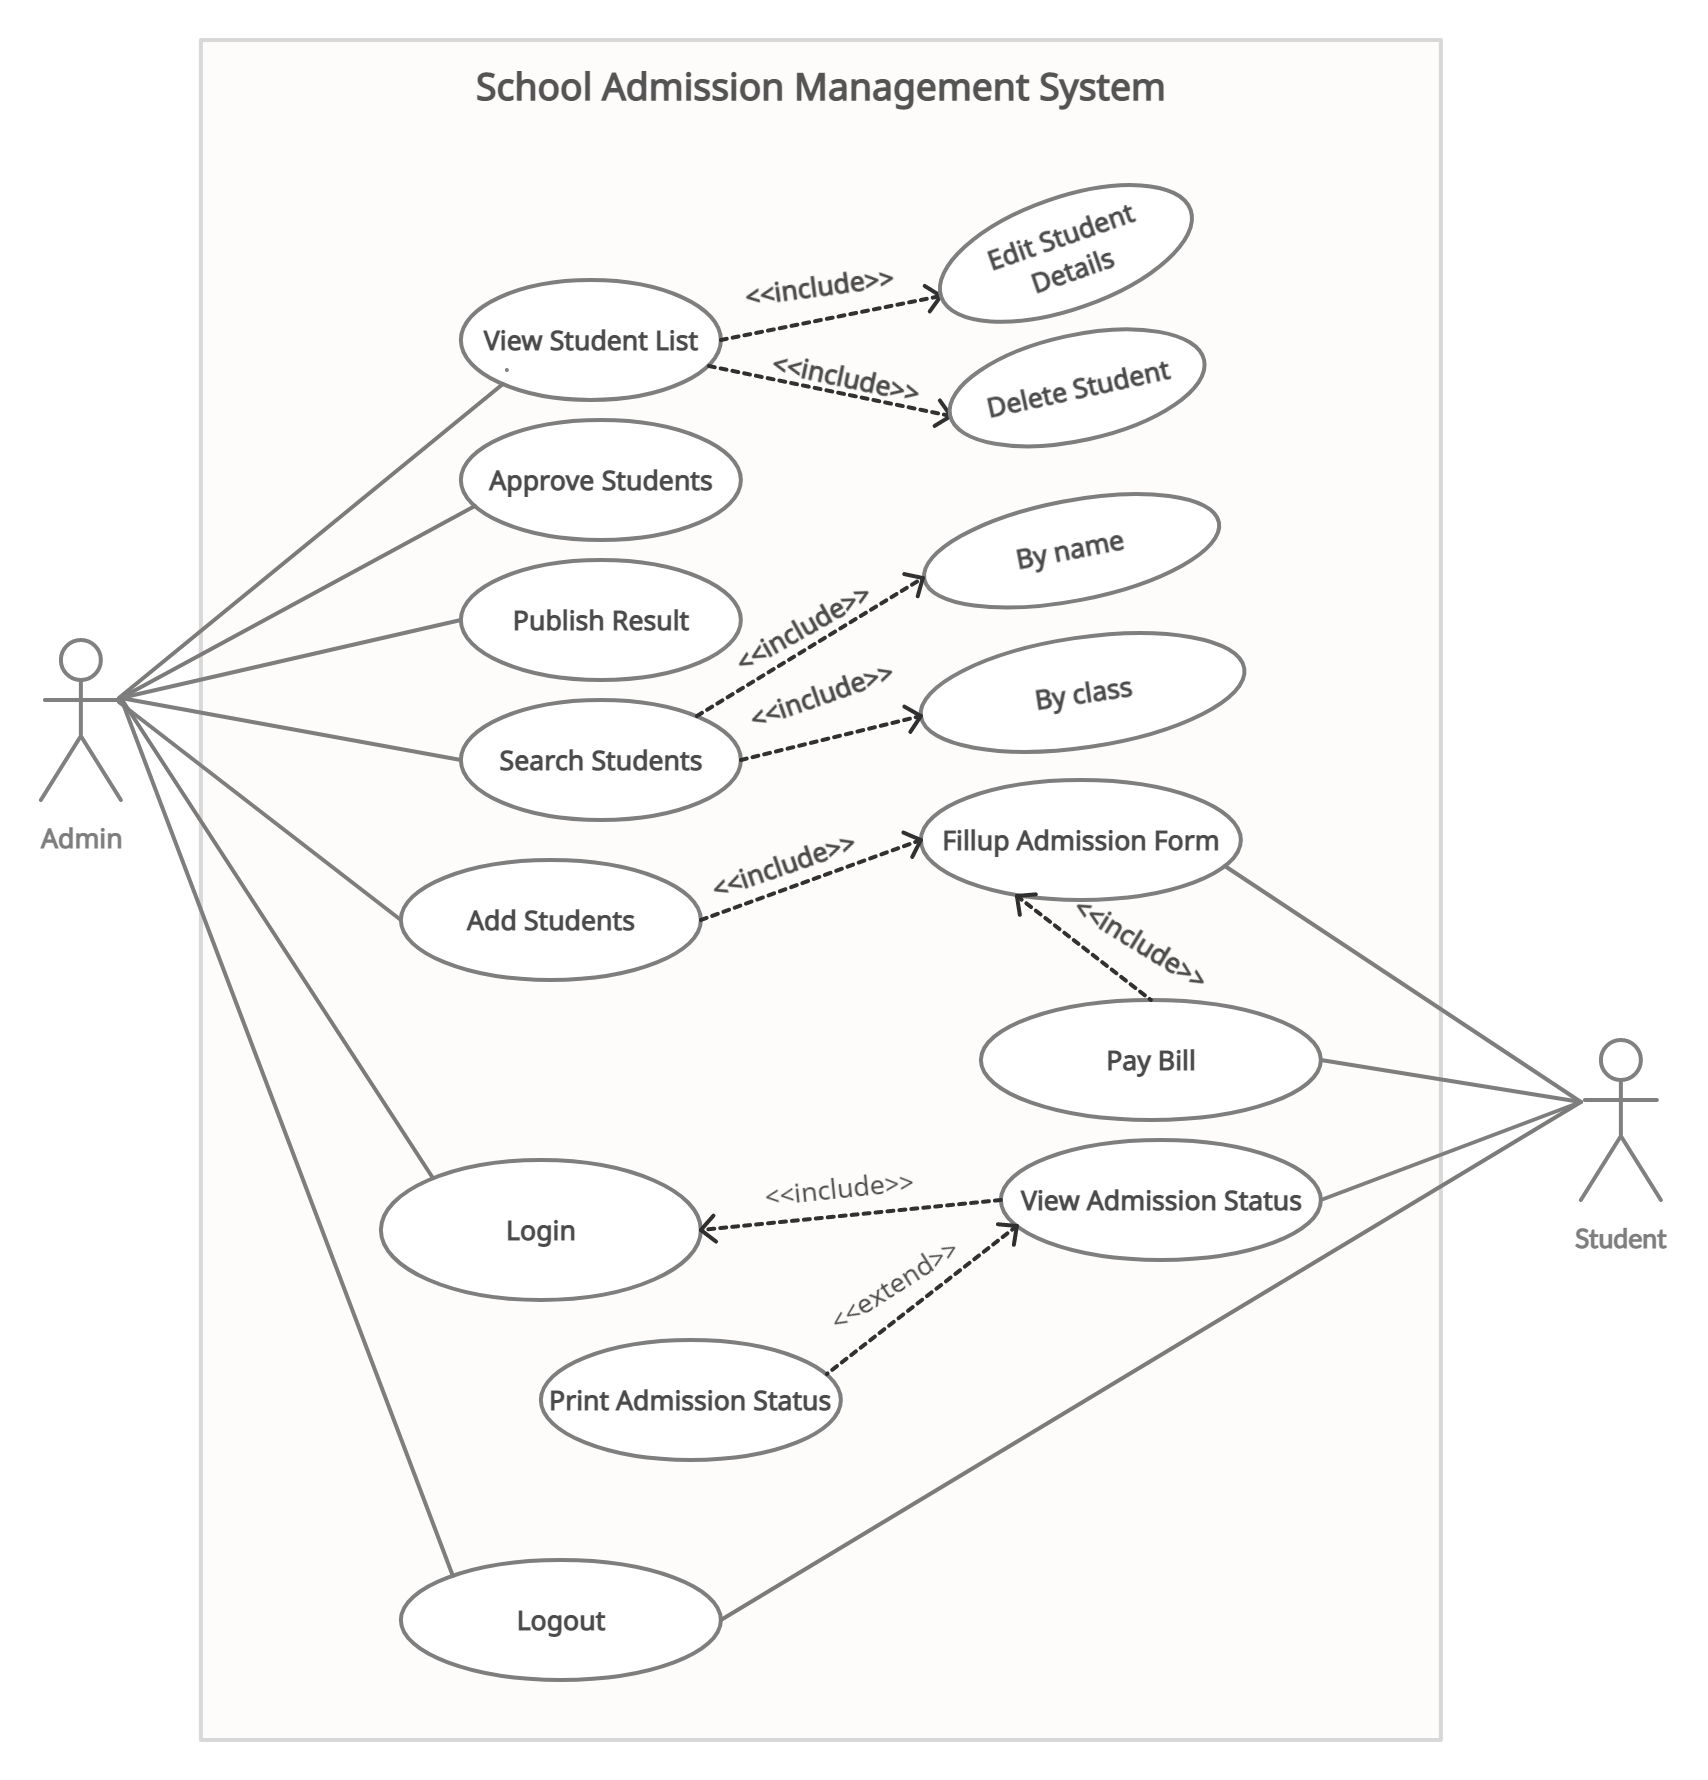 School Admission Management System
Edit Student
Details
<<include>>
View Student List
<<include>>
Delete Student
Approve Students
By name
<<include>>
Publish Result
<<include>>
By class
Search Students
Admin
Fillup Admission Form
<<include>>
Add Students
<<include>>
Pay Bill
<<include>>
View Admission Status
Login
Student
<<extend>>
Print Admission Status
Logout